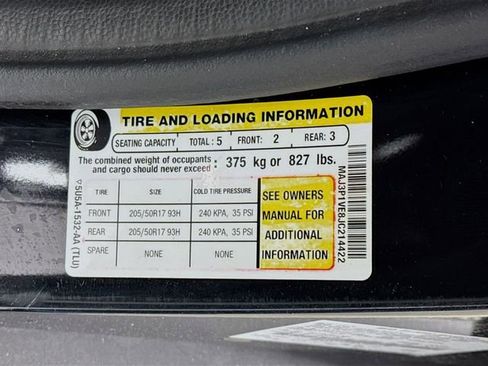 TIRE AND LOADING INFORMATION
SEATING CAPACITY TOTAL : 5 FRONT: 2 REAR: 3
The combined weight of occupants
and cargo should never exceed : 375 kg or 827 lbs.
TIRE SIZE COLD TIRE PRESSURE
FRONT 205/50R17 93H 240 KPA, 35 PSI
REAR 205/50R17 93H 240 KPA, 35 PSI
SPARE NONE NONE
SEE OWNERS
MANUAL FOR
ADDITIONAL
INFORMATION
5U5A-1532-AA (TLU)
MAJ3P1VE8JC214422